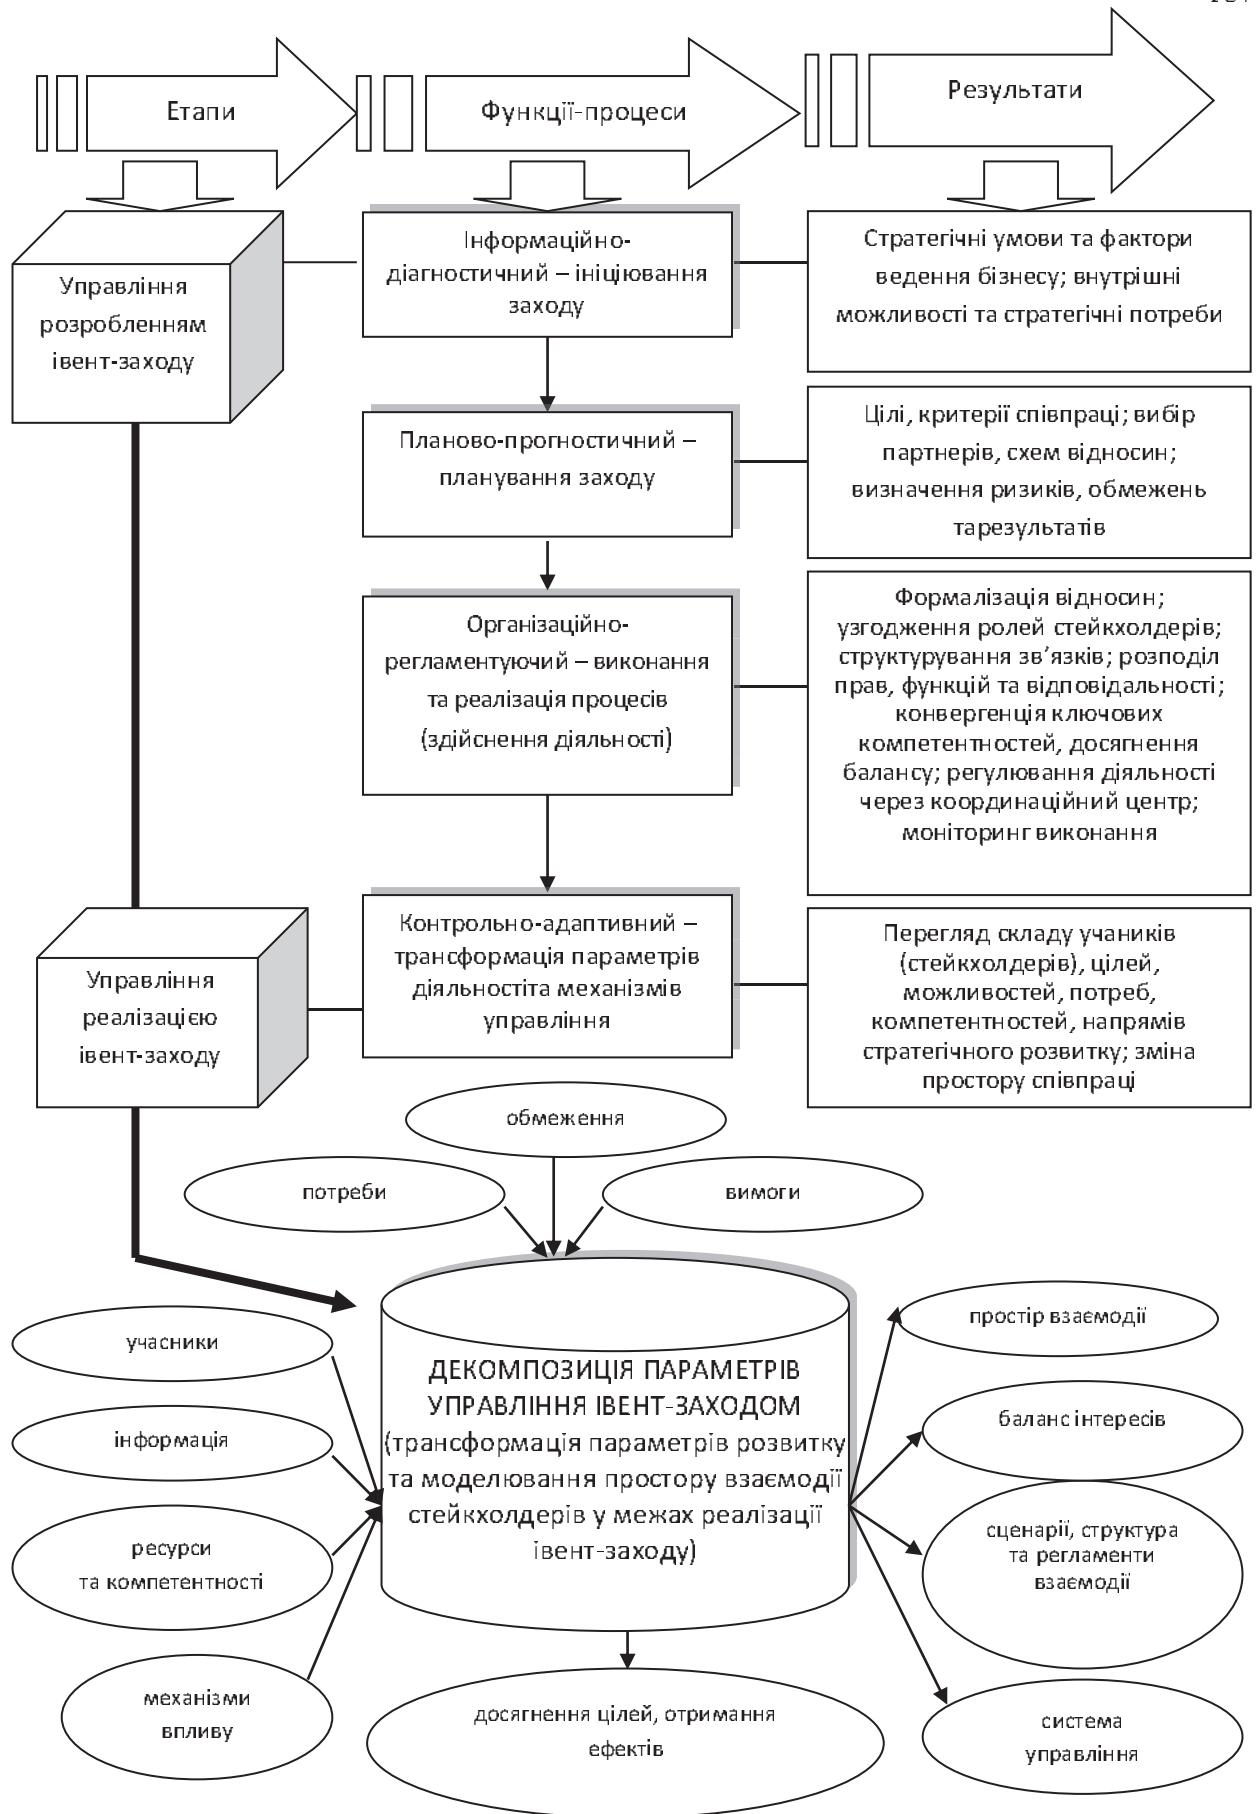 Етапи
Функції-процеси
Результати
Управління
розробленням
івент-заходу
Інформаційно-
діагностичний – ініціювання
заходу
Стратегічні умови та фактори
ведення бізнесу; внутрішні
можливості та стратегічні потреби
Планово-прогностичний –
планування заходу
Цілі, критерії співпраці; вибір
партнерів, схем відносин;
визначення ризиків, обмежень
тарезультатів
Організаційно-
регламентуючий – виконання
та реалізація процесів
(здійснення діяльності)
Формалізація відносин;
узгодження ролей стейкхолдерів;
структурування зв’язків; розподіл
прав, функцій та відповідальності;
конвергенція ключових
компетентностей, досягнення
балансу; регулювання діяльності
через координаційний центр;
моніторинг виконання
Управління
реалізацією
івент-заходу
Контрольно-адаптивний –
трансформація параметрів
діяльностіта механізмів
управління
Перегляд складу учаників
(стейкхолдерів), цілей,
можливостей, потреб,
компетентностей, напрямів
стратегічного розвитку; зміна
простору співпраці
обмеження
потреби
вимоги
учасники
інформація
ресурси
та компетентності
механізми
впливу
ДЕКОМПОЗИЦІЯ ПАРАМЕТРІВ
УПРАВЛІННЯ ІВЕНТ-ЗАХОДОМ
(трансформація параметрів розвитку
та моделювання простору взаємодії
стейкхолдерів у межах реалізації
івент-заходу)
простір взаємодії
баланс інтересів
сценарії, структура
та регламенти
взаємодії
система
управління
досягнення цілей, отримання
ефектів